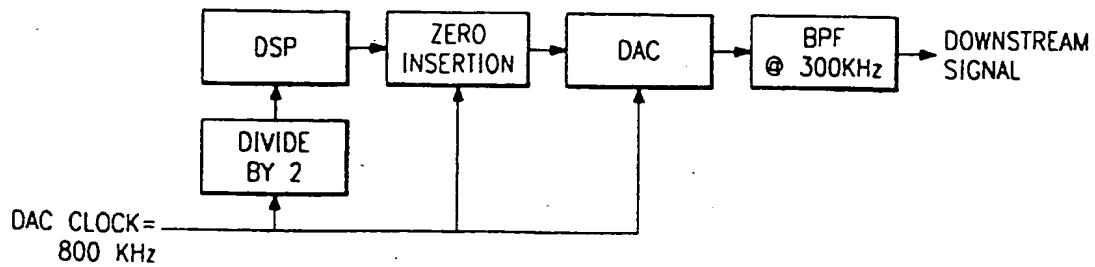 DSP
ZERO
INSERTION
DAC
BPF
@ 300KHz
DOWNSTREAM
SIGNAL
DIVIDE
BY 2
DAC CLOCK=
800 KHz